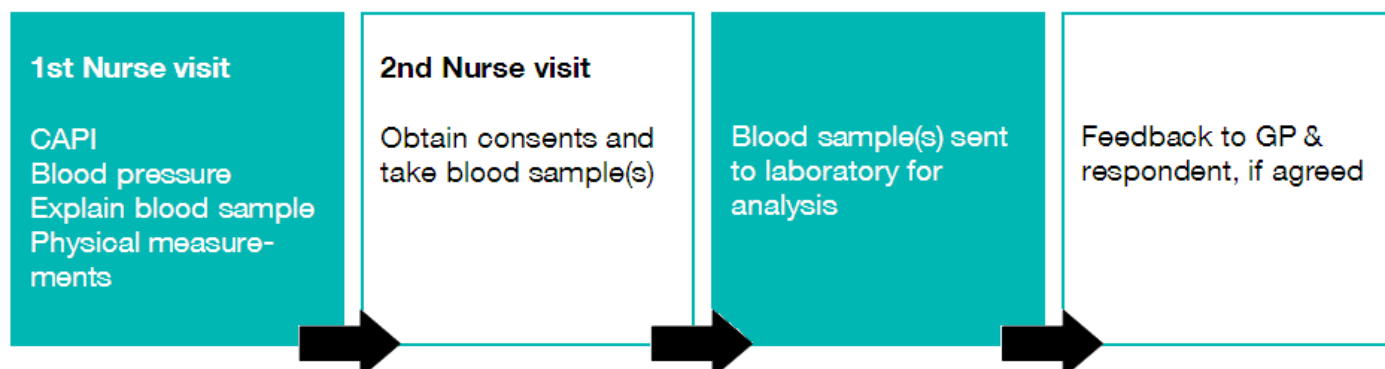 1st Nurse visit
CAPI
Blood pressure
Explain blood sample
Physical measure-
ments
2nd Nurse visit
Obtain consents and
take blood sample(s)
Blood sample(s) sent
to laboratory for
analysis
Feedback to GP &
respondent, if agreed